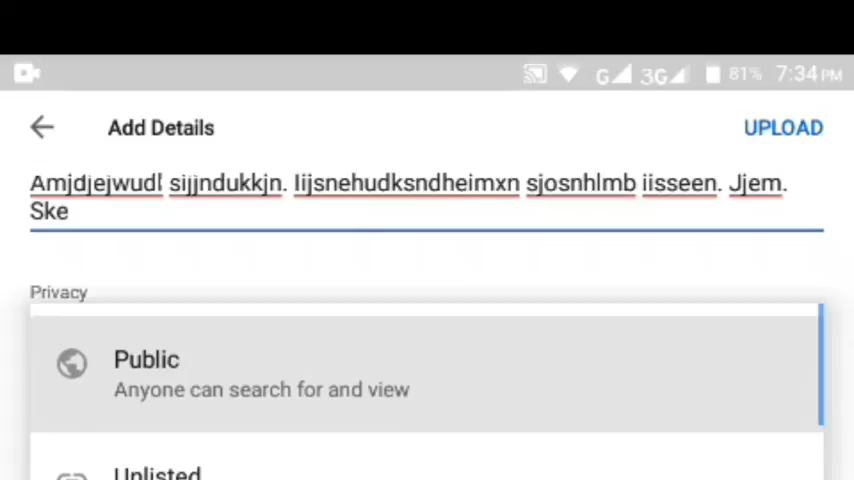 G 3G 81% 7:34 PM
Add Details UPLOAD
Amjdjejwudl sijjndukkjn. Iijsnehudksndheimxn sjosnhlmb iisseen. Jjem.
Ske
Privacy
Public
Anyone can search for and view
Unlisted